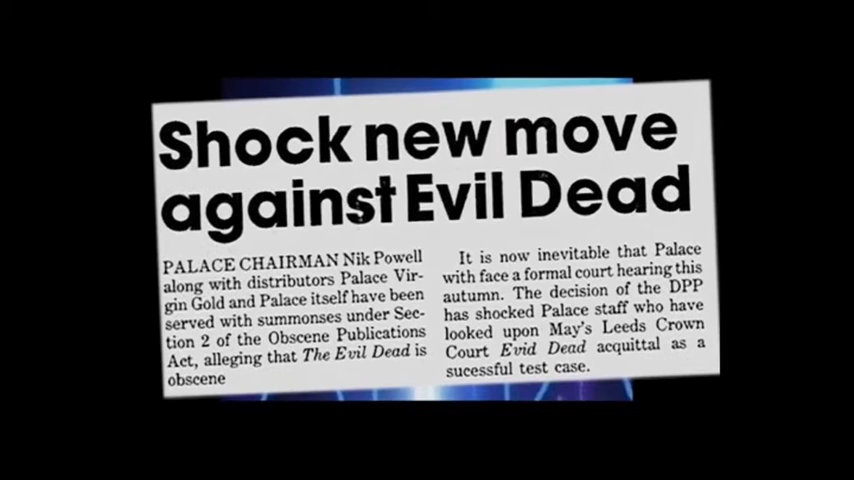 Shock new move
against Evil Dead
PALACE CHAIRMAN Nik Powell
along with distributors Palace Vir-
gin Gold and Palace itself have been
served with summonses under Sec-
tion 2 of the Obscene Publications
Act, alleging that The Evil Dead is
obscene
It is now inevitable that Palace
with face a formal court hearing this
autumn. The decision of the DPP
has shocked Palace staff who have
looked upon May's Leeds Crown
Court Evid Dead acquittal as a
sucessful test case.